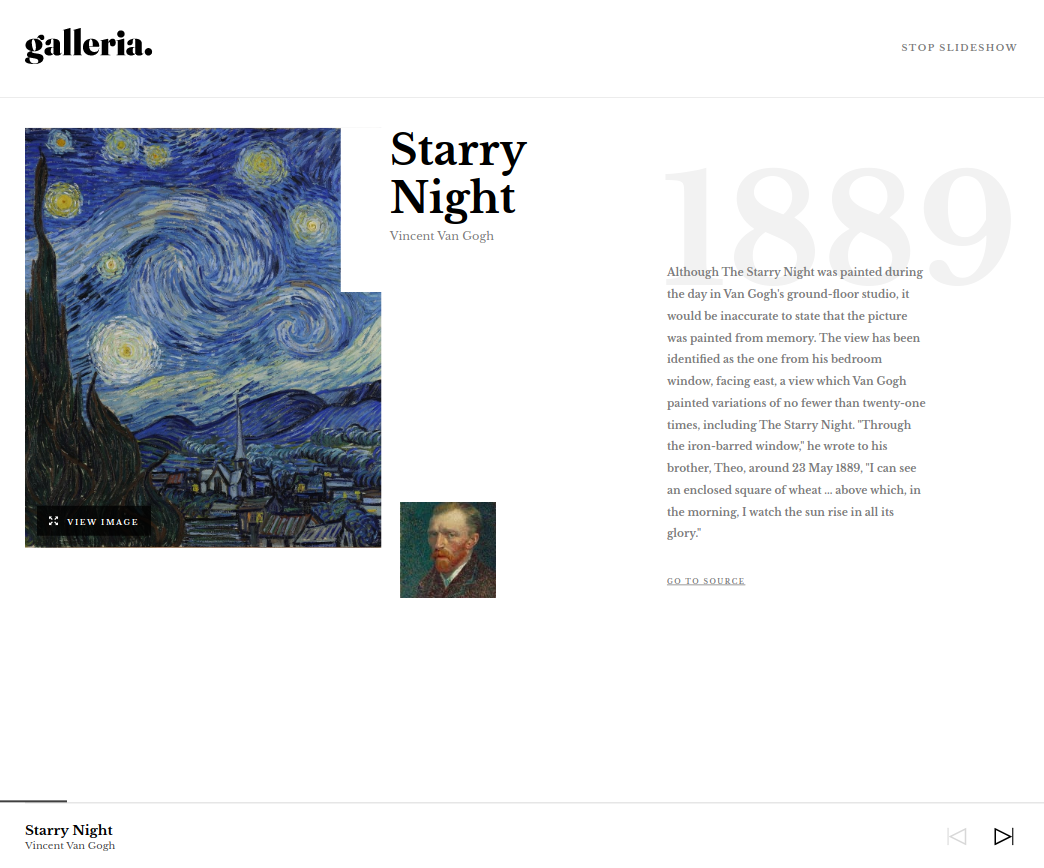 galleria.
STOP SLIDESHOW
Starry
Night
Vincent Van Gogh
1889
Although The Starry Night was painted during
the day in Van Gogh's ground-floor studio, it
would be inaccurate to state that the picture
was painted from memory. The view has been
identified as the one from his bedroom
window, facing east, a view which Van Gogh
painted variations of no fewer than twenty-one
times, including The Starry Night. "Through
the iron-barred window," he wrote to his
brother, Theo, around 23 May 1889, "I can see
an enclosed square of wheat ... above which, in
the morning, I watch the sun rise in all its
glory."
VIEW IMAGE
GO TO SOURCE
Starry Night
Vincent Van Gogh